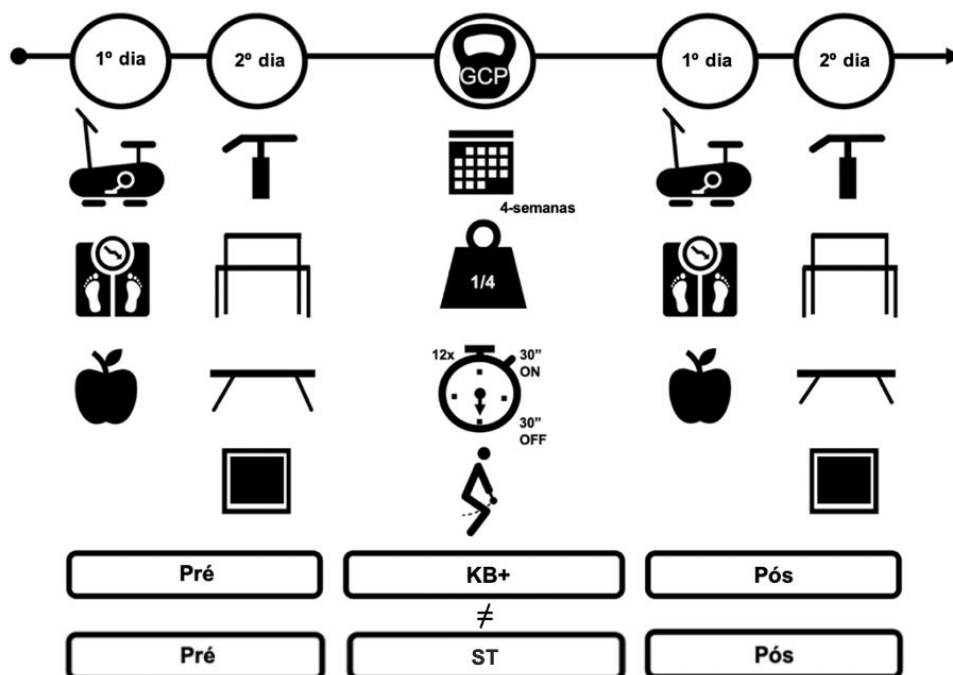 1º dia
2º dia
GCP
1º dia
2º dia
4-semanas
1/4
12x
30”
ON
30”
OFF
Pré
KB+
Pós
≠
Pré
ST
Pós